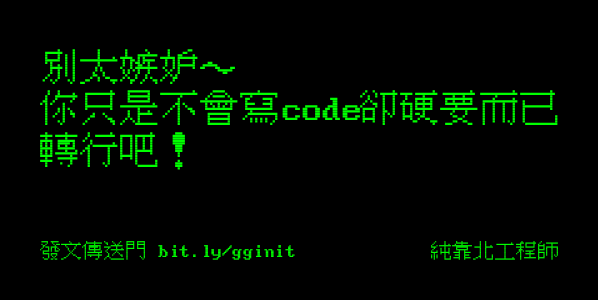 別太嫉妒～
你只是不會寫code卻硬要而已
轉行吧！
發文傳送門 bit.ly/gginit
純靠北工程師